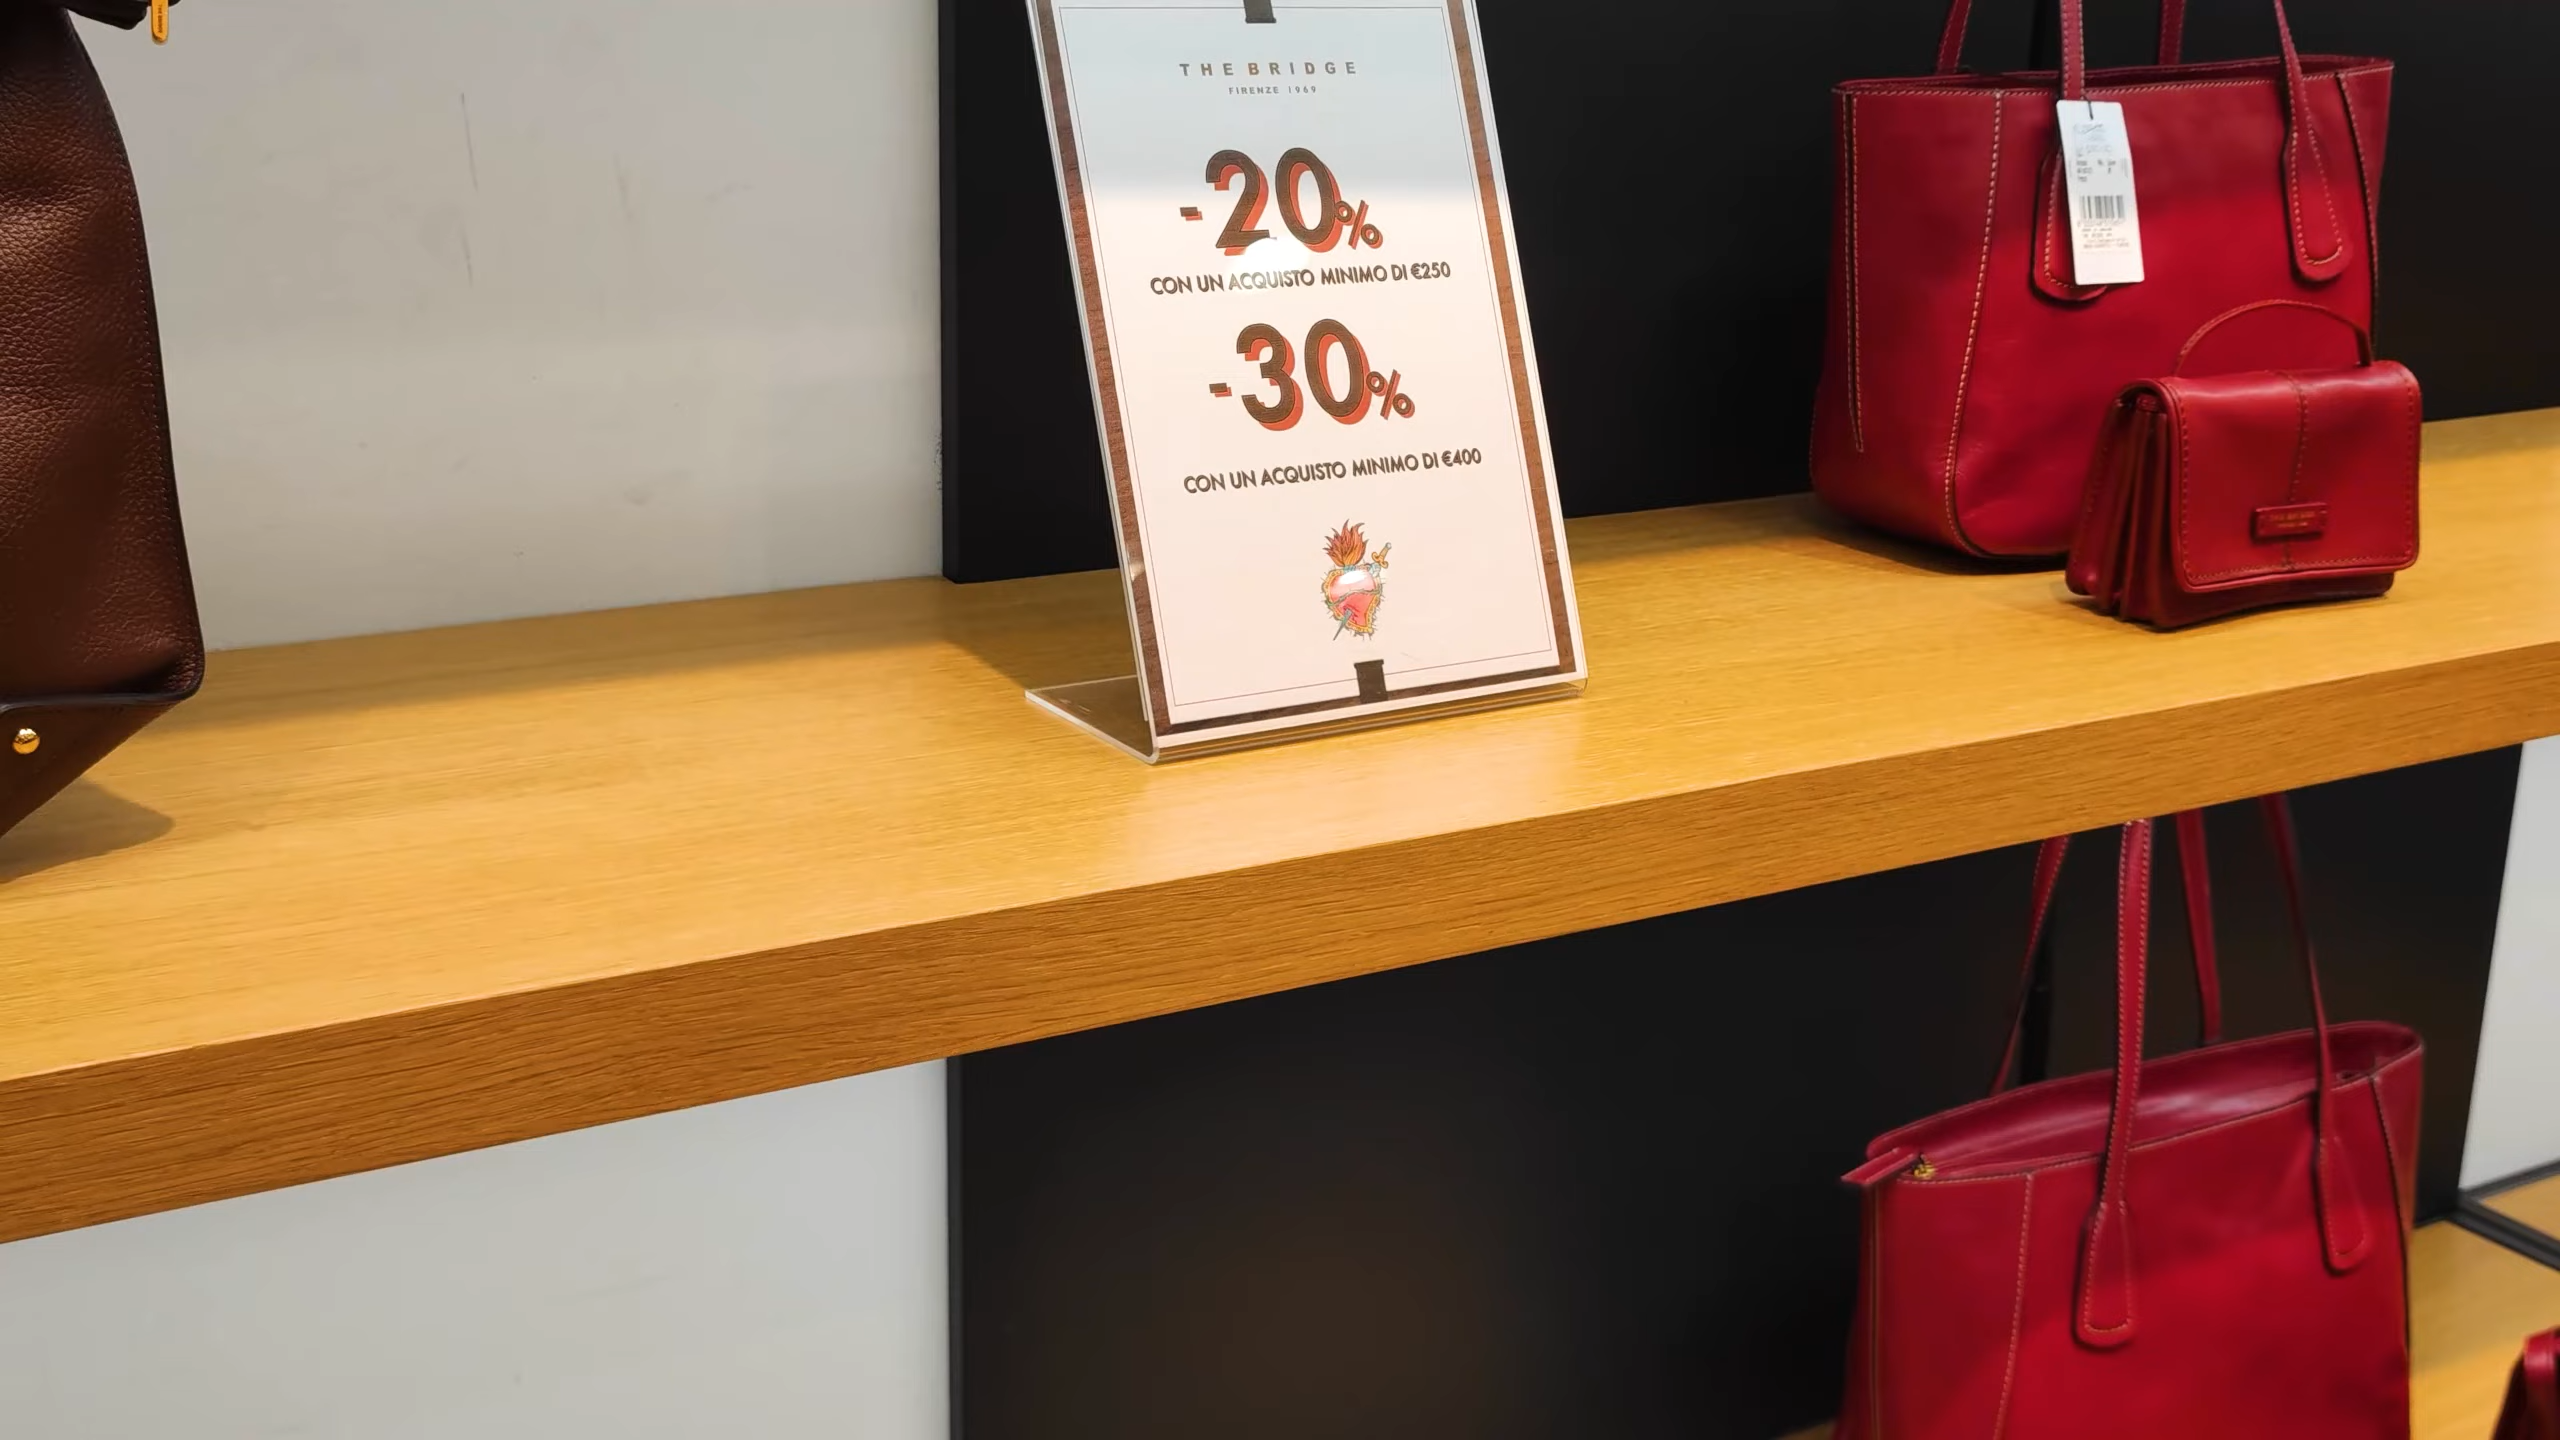 THE BRIDGE
FIRENZE 1969
-20%
CON UN ACQUISTO MINIMO DI €250
-30%
CON UN ACQUISTO MINIMO DI €400